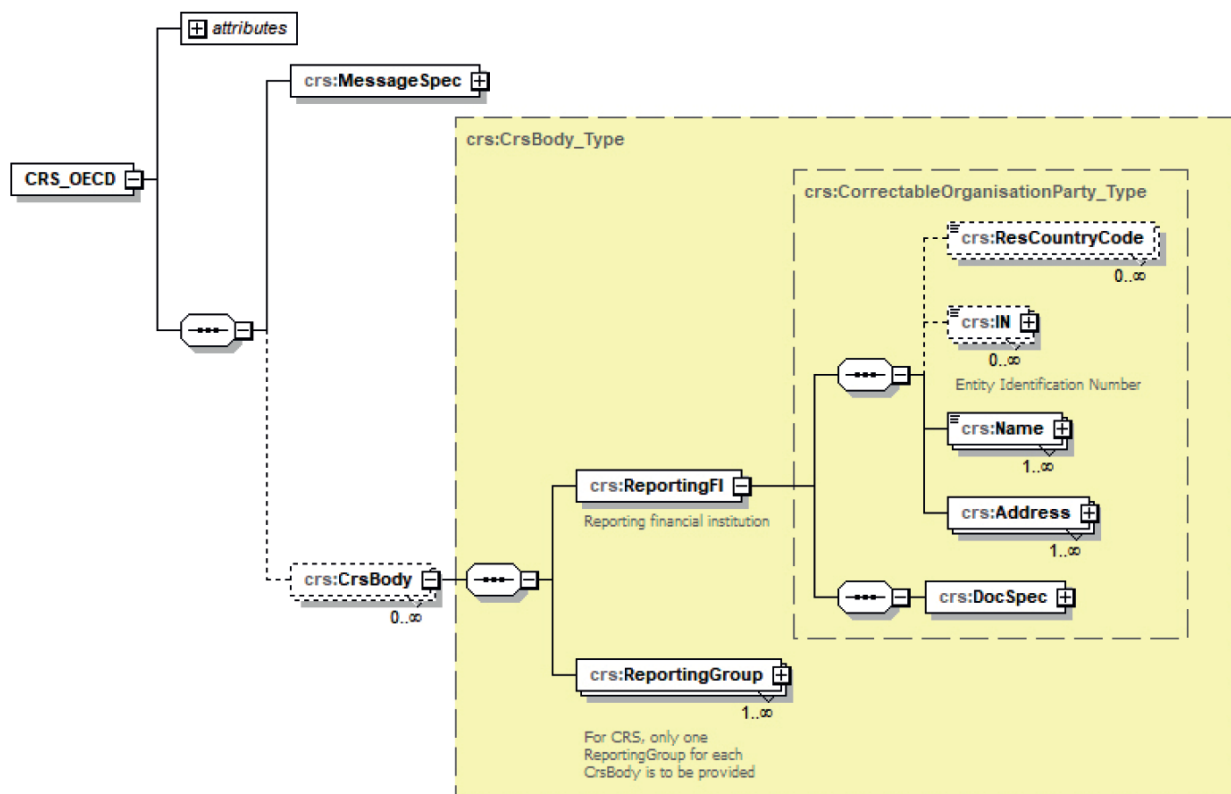 attributes
crs:MessageSpec
crs:CrsBody_Type
CRS_OECD
crs:CorrectableOrganisationParty_Type
crs:ResCountryCode
0..∞
crs:IN
0..∞
Entity Identification Number
crs:Name
1..∞
crs:ReportingFI
Reporting financial institution
crs:Address
1..∞
crs:CrsBody
0..∞
crs:DocSpec
crs:ReportingGroup
1..∞
For CRS, only one
ReportingGroup for each
CrsBody is to be provided